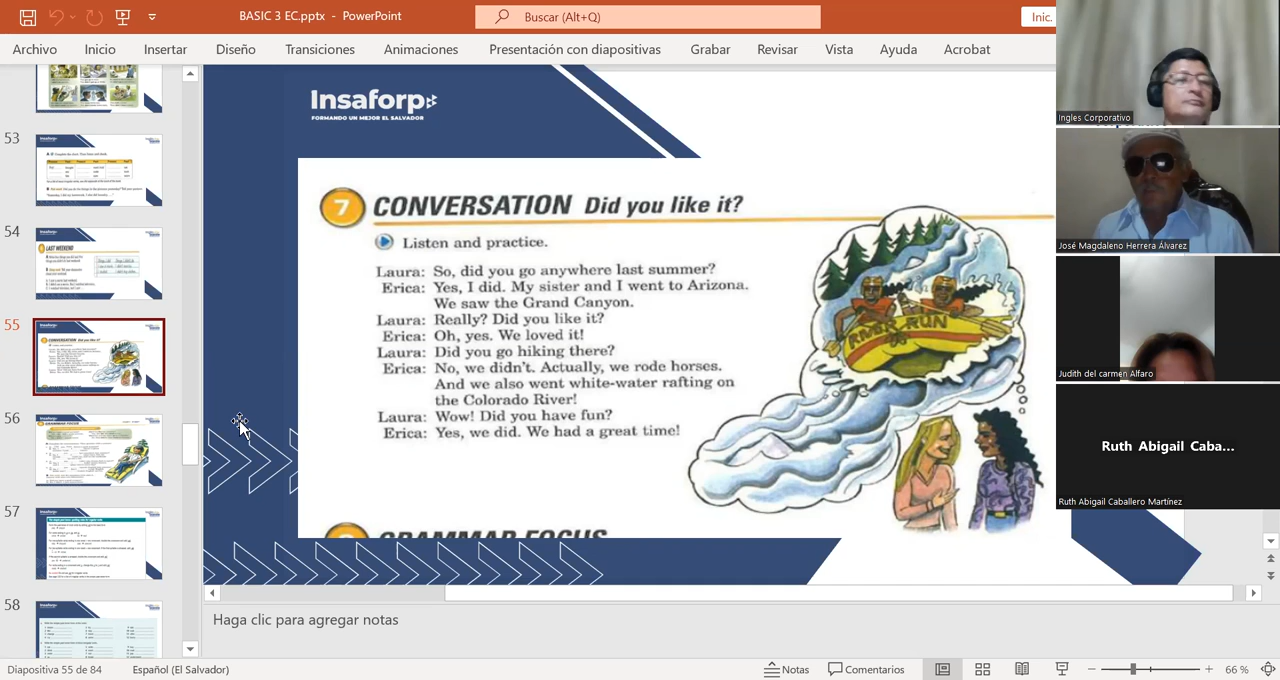 BASIC 3 EC.pptx - PowerPoint
Buscar (Alt+Q)
Inic.
Archivo Inicio Insertar Diseño Transiciones Animaciones Presentación con diapositivas Grabar Revisar Vista Ayuda Acrobat
53
54
LAST WEEKEND
55
56
57
58
Insaforp
FORMANDO UN MEJOR EL SALVADOR
7 CONVERSATION Did you like it?
Listen and practice.
Laura: So, did you go anywhere last summer?
Erica: Yes, I did. My sister and I went to Arizona.
We saw the Grand Canyon.
Laura: Really? Did you like it?
Erica: Oh, yes. We loved it!
Laura: Did you go hiking there?
Erica: No, we didn't. Actually, we rode horses.
And we also went white-water rafting on
the Colorado River!
Laura: Wow! Did you have fun?
Erica: Yes, we did. We had a great time!
GRAMMAR FOCUS
Ingles Corporativo
José Magdaleno Herrera Álvarez
Judith del carmen Alfaro
Ruth Abigail Caba...
Ruth Abigail Caballero Martínez
Haga clic para agregar notas
Diapositiva 55 de 84 Español (El Salvador) Notas Comentarios 66 %